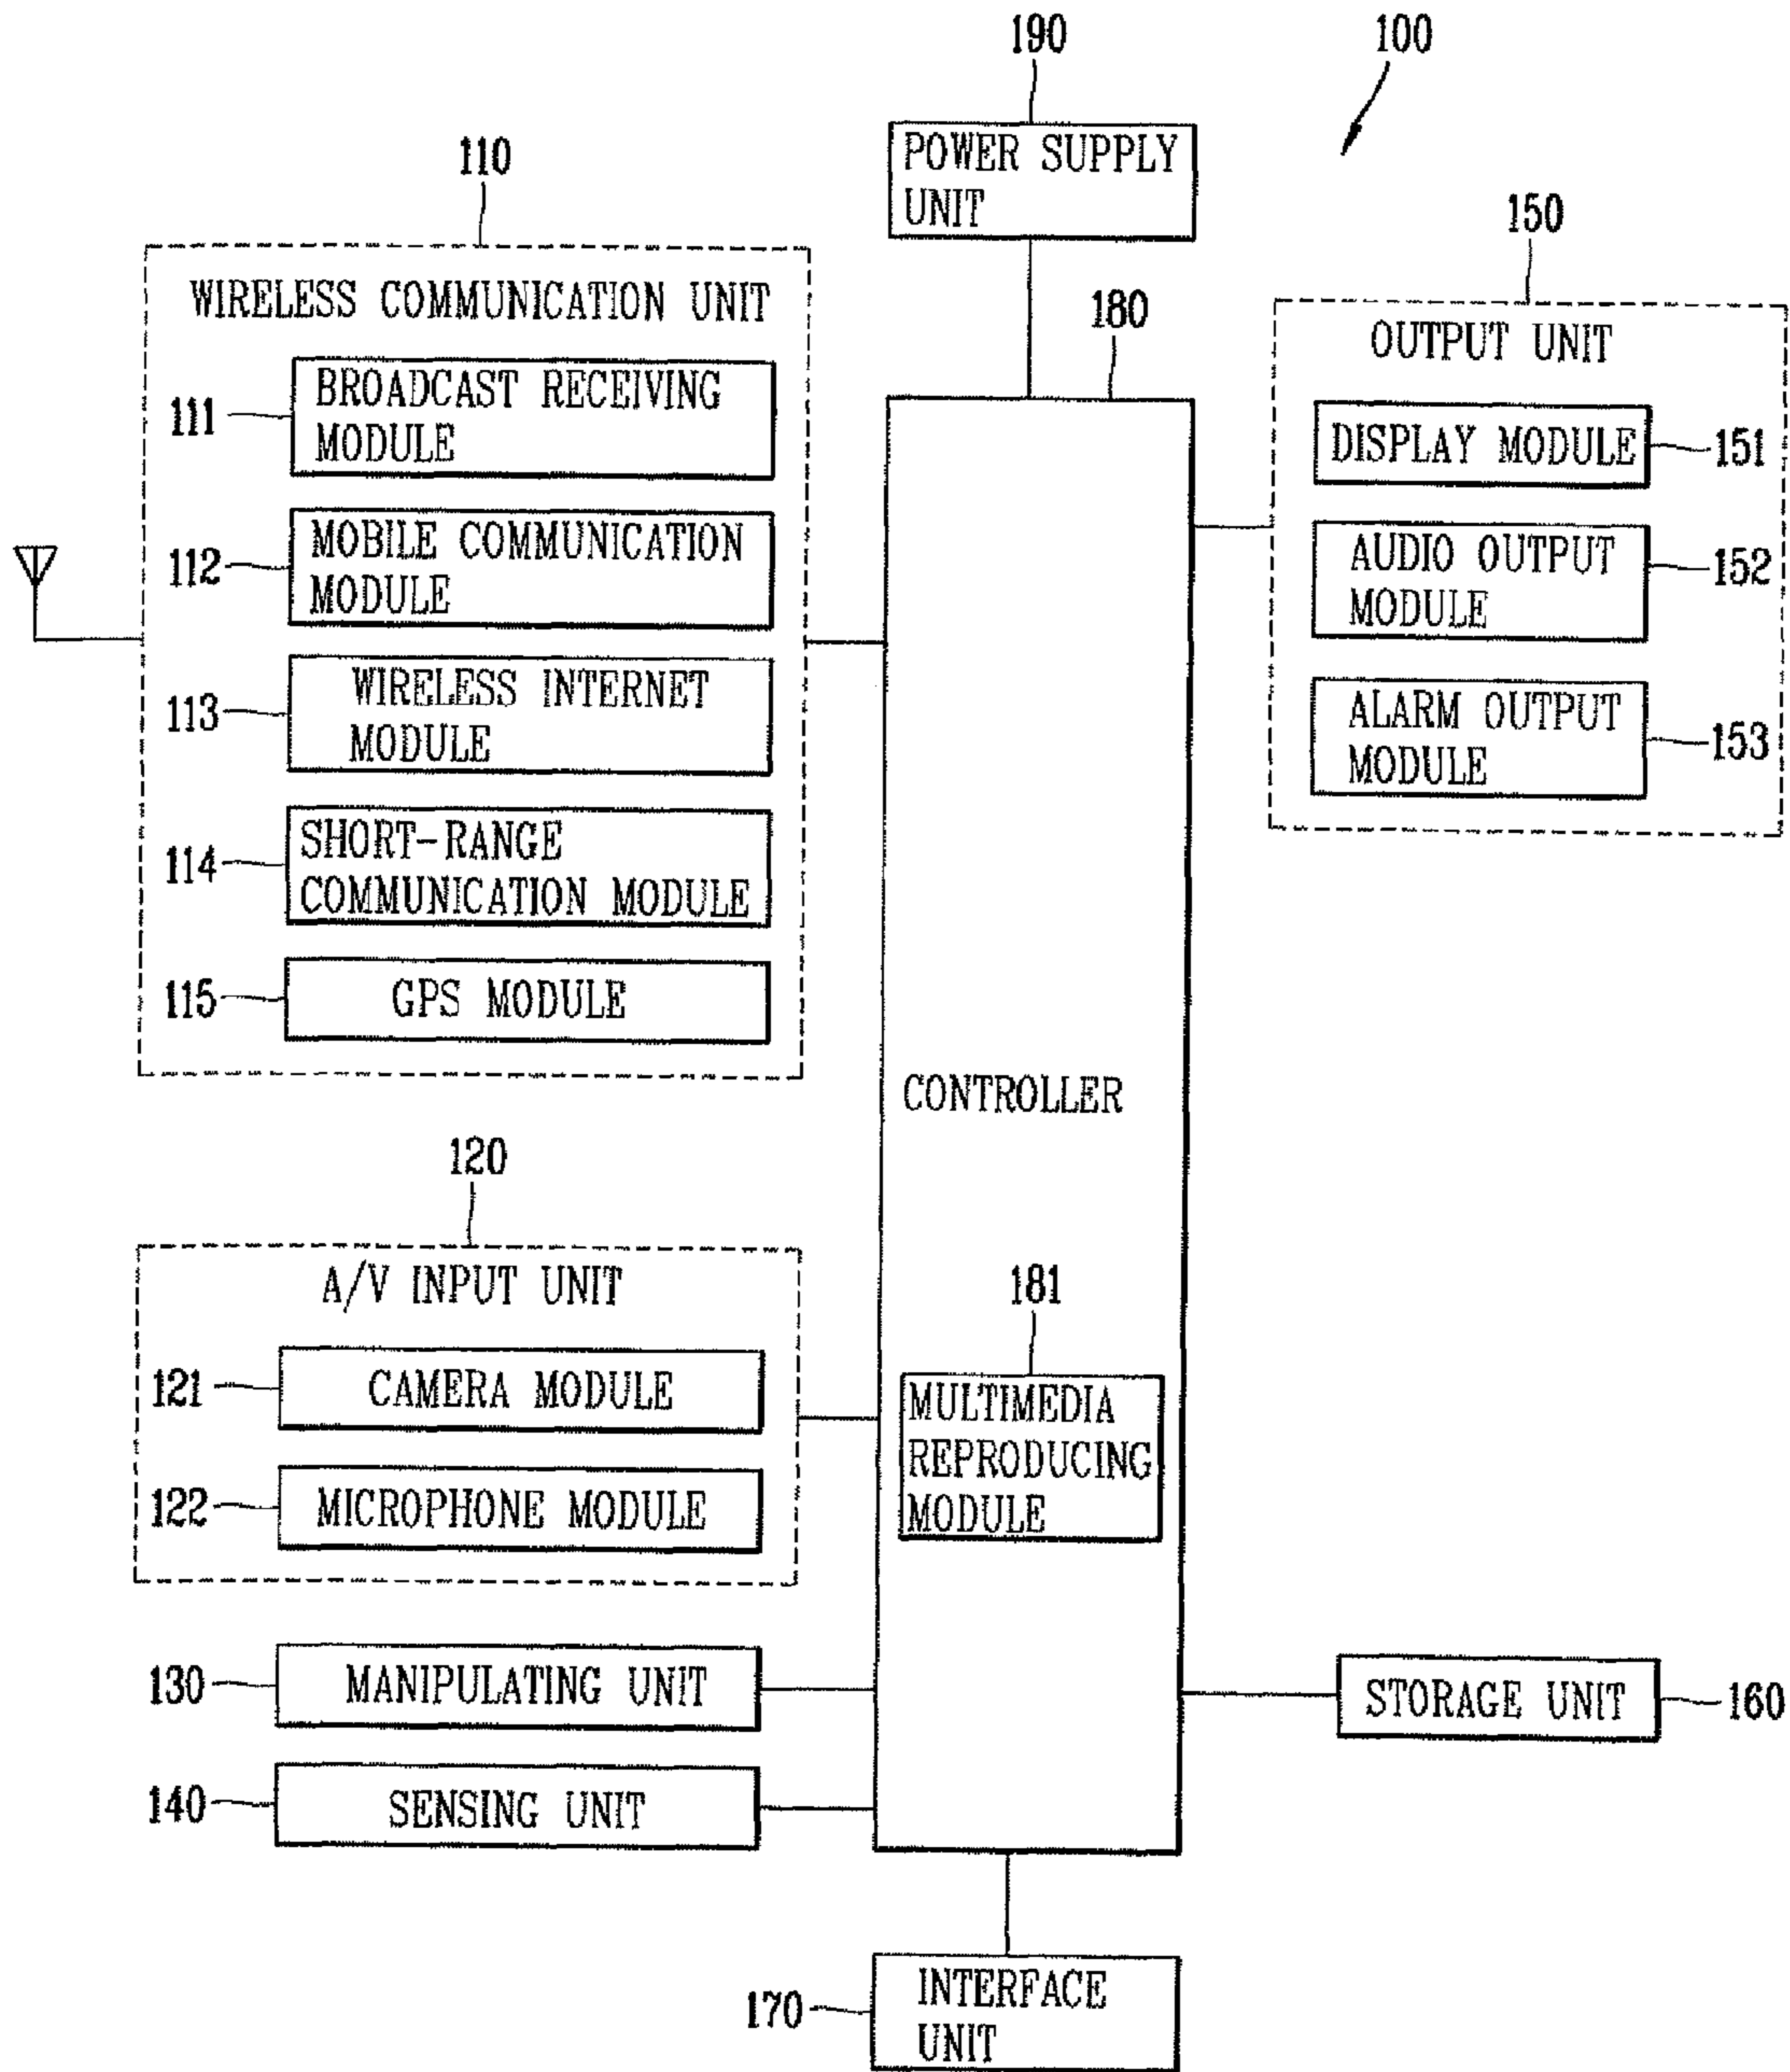 190
100
POWER SUPPLY
UNIT
110
WIRELESS COMMUNICATION UNIT
111
BROADCAST RECEIVING
MODULE
112
MOBILE COMMUNICATION
MODULE
113
WIRELESS INTERNET
MODULE
114
SHORT-RANGE
COMMUNICATION MODULE
115
GPS MODULE
180
CONTROLLER
181
MULTIMEDIA
REPRODUCING
MODULE
150
OUTPUT UNIT
DISPLAY MODULE
151
AUDIO OUTPUT
MODULE
152
ALARM OUTPUT
MODULE
153
120
A/V INPUT UNIT
121
CAMERA MODULE
122
MICROPHONE MODULE
130
MANIPULATING UNIT
140
SENSING UNIT
STORAGE UNIT
160
170
INTERFACE
UNIT